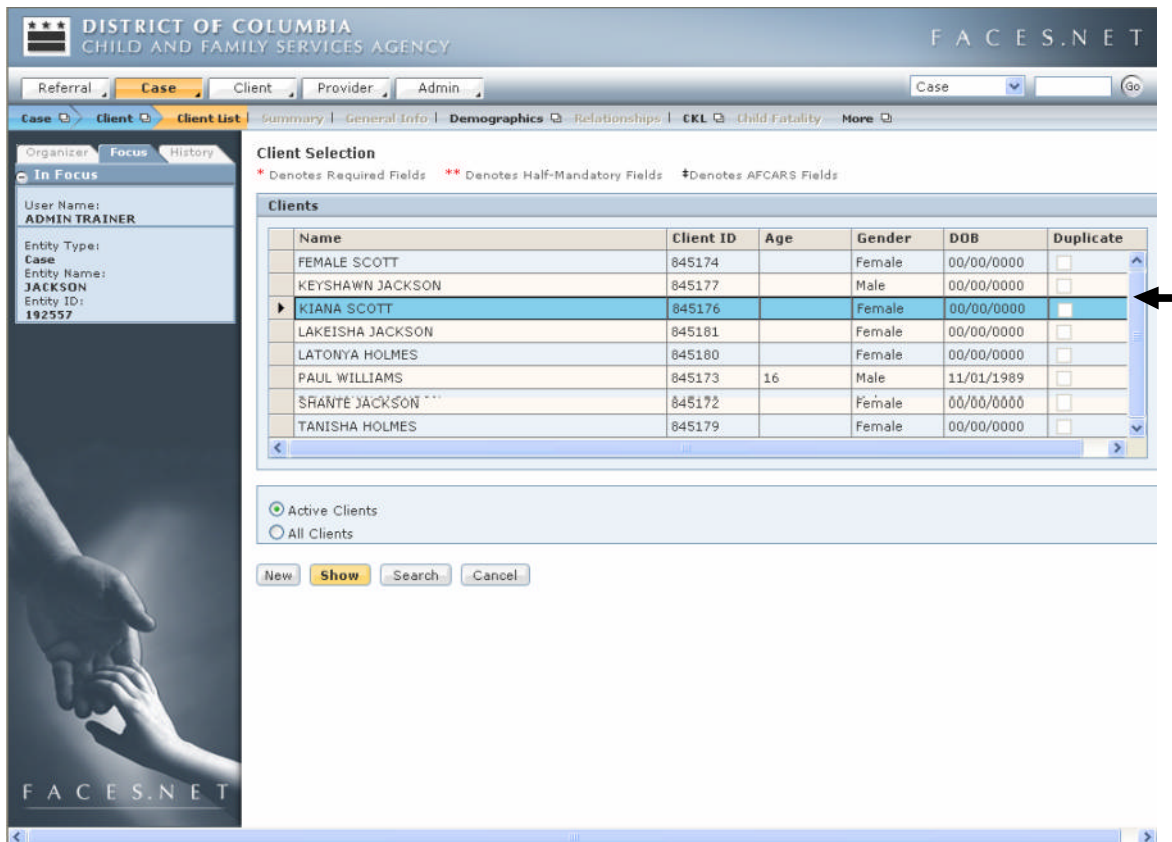 DISTRICT OF COLUMBIA
CHILD AND FAMILY SERVICES AGENCY
FACES.NET
Referral Case Client Provider Admin Case Go
Case Client Client List Summary General Info Demographics Relationships CKL Child Fatality More
Organizer Focus History
In Focus
User Name:
ADMIN TRAINER
Entity Type:
Case
Entity Name:
JACKSON
Entity ID:
192557
Client Selection
* Denotes Required Fields ** Denotes Half-Mandatory Fields ‡Denotes AFCARS Fields
Clients
Name Client ID Age Gender DOB Duplicate
FEMALE SCOTT 845174 Female 00/00/0000
KEYSHAWN JACKSON 845177 Male 00/00/0000
KIANA SCOTT 845176 Female 00/00/0000
LAKEISHA JACKSON 845181 Female 00/00/0000
LATONYA HOLMES 845180 Female 00/00/0000
PAUL WILLIAMS 845173 16 Male 11/01/1989
SHANTE JACKSON 845172 Female 00/00/0000
TANISHA HOLMES 845179 Female 00/00/0000
Active Clients
All Clients
New Show Search Cancel
FACES.NET